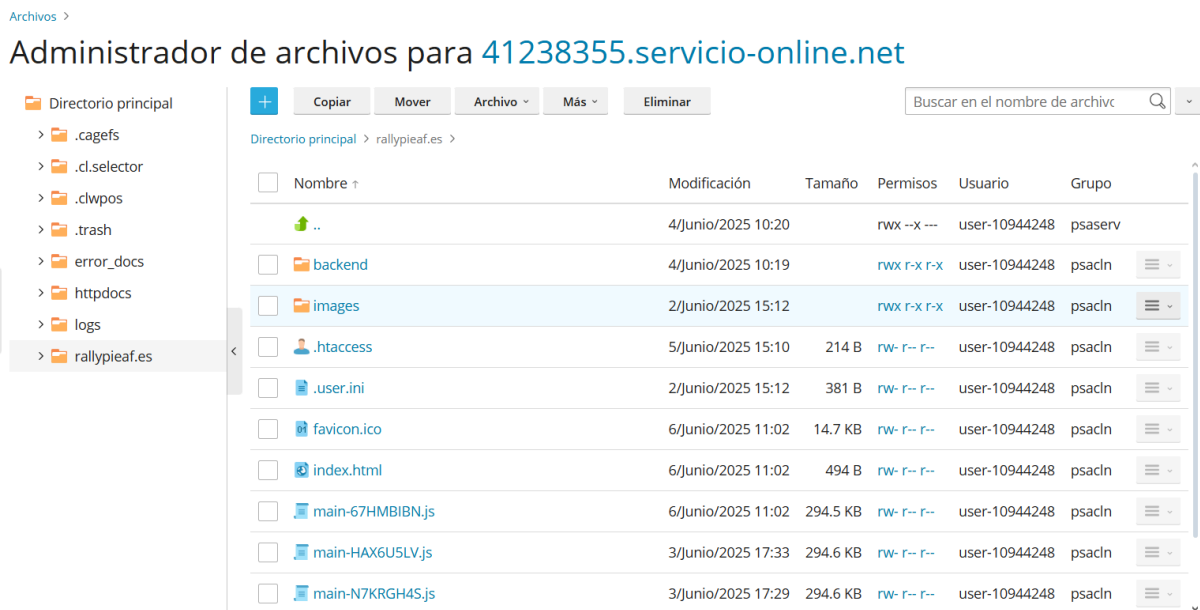 Archivos >
Administrador de archivos para 41238355.servicio-online.net
Directorio principal
.cagefs
.cl.selector
.clwpos
.trash
error_docs
httpdocs
logs
rallypieaf.es
+ Copiar Mover Archivo Más Eliminar Buscar en el nombre de archivc
Directorio principal > rallypieaf.es >
Nombre ↑ Modificación Tamaño Permisos Usuario Grupo
.. 4/Junio/2025 10:20 rwx --x --- user-10944248 psaserv
backend 4/Junio/2025 10:19 rwx r-x r-x user-10944248 psacln
images 2/Junio/2025 15:12 rwx r-x r-x user-10944248 psacln
.htaccess 5/Junio/2025 15:10 214 B rw- r-- r-- user-10944248 psacln
.user.ini 2/Junio/2025 15:12 381 B rw- r-- r-- user-10944248 psacln
favicon.ico 6/Junio/2025 11:02 14.7 KB rw- r-- r-- user-10944248 psacln
index.html 6/Junio/2025 11:02 494 B rw- r-- r-- user-10944248 psacln
main-67HMBIBN.js 6/Junio/2025 11:02 294.5 KB rw- r-- r-- user-10944248 psacln
main-HAX6U5LV.js 3/Junio/2025 17:33 294.6 KB rw- r-- r-- user-10944248 psacln
main-N7KRGH4S.js 3/Junio/2025 17:29 294.6 KB rw- r-- r-- user-10944248 psacln